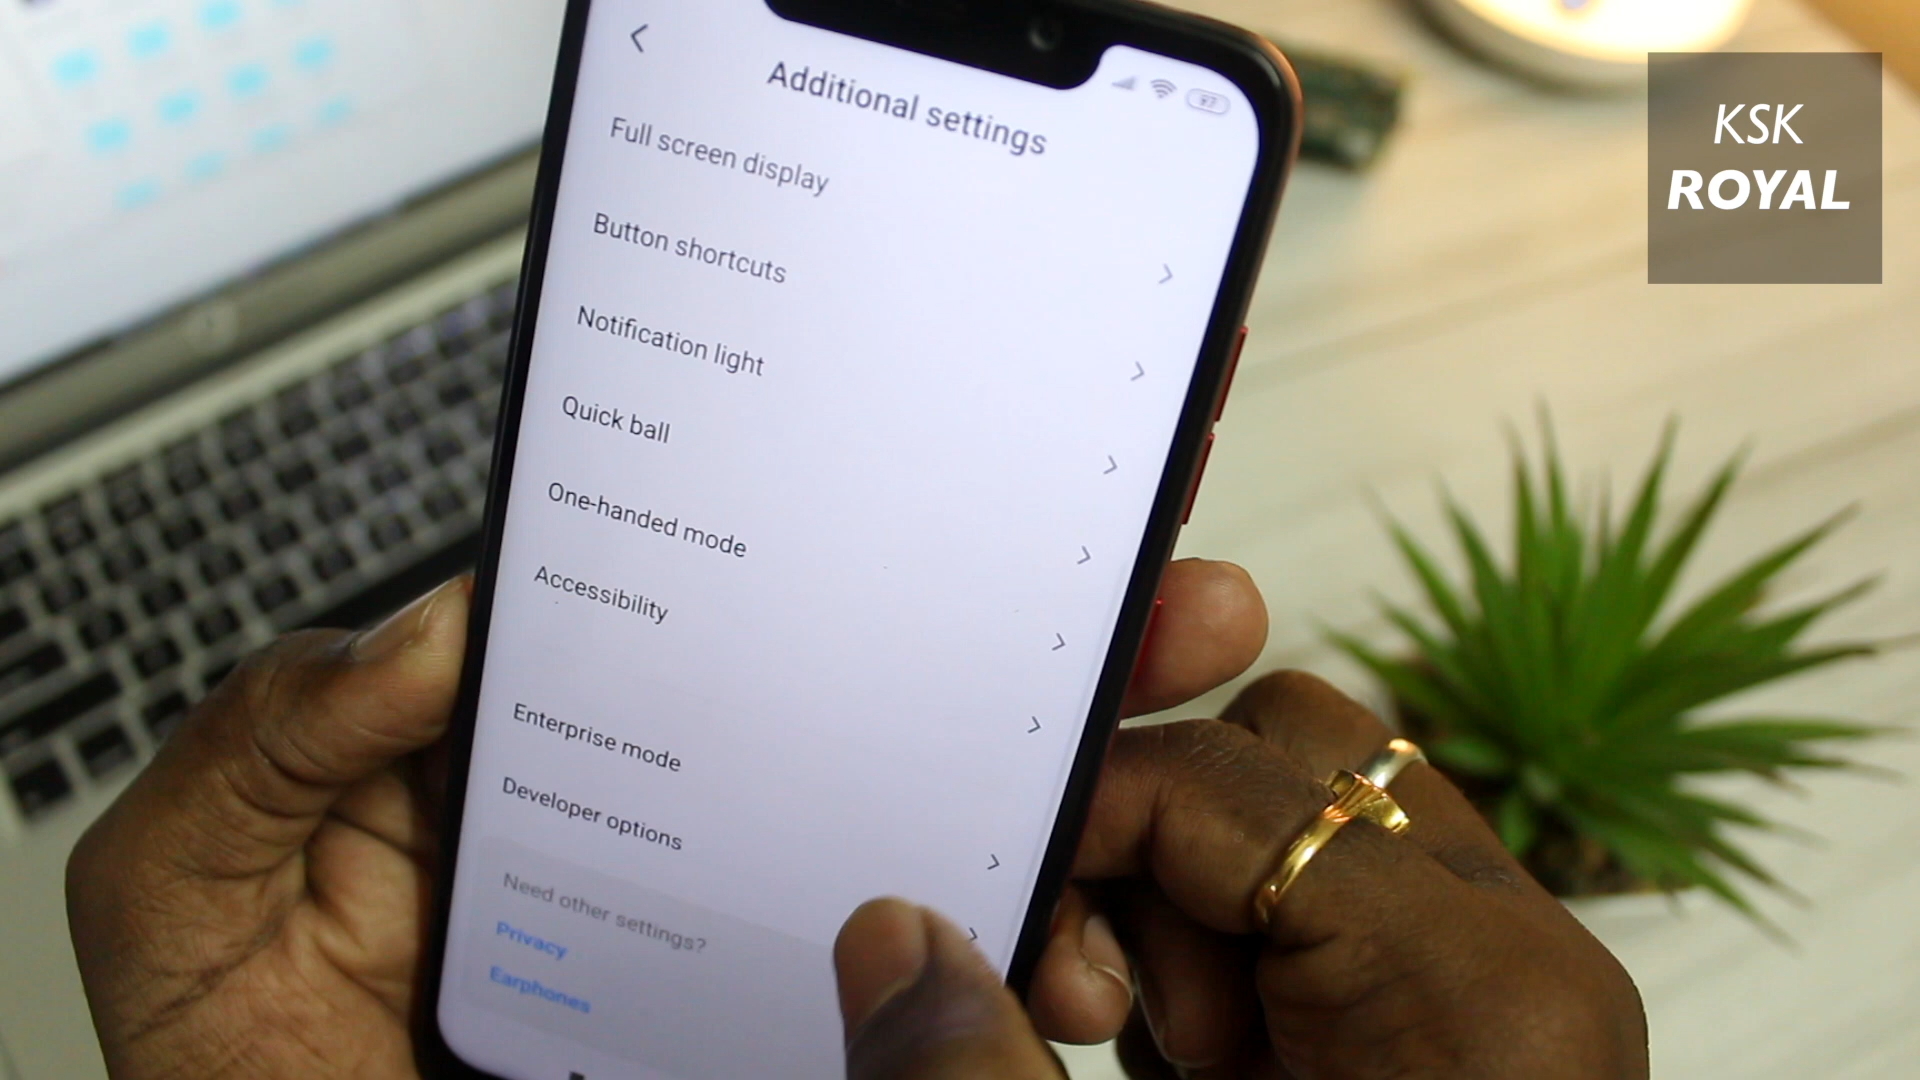 Additional settings
97
Full screen display
Button shortcuts
Notification light
Quick ball
One-handed mode
Accessibility
Enterprise mode
Developer options
Need other settings?
Privacy
Earphones
KSK
ROYAL